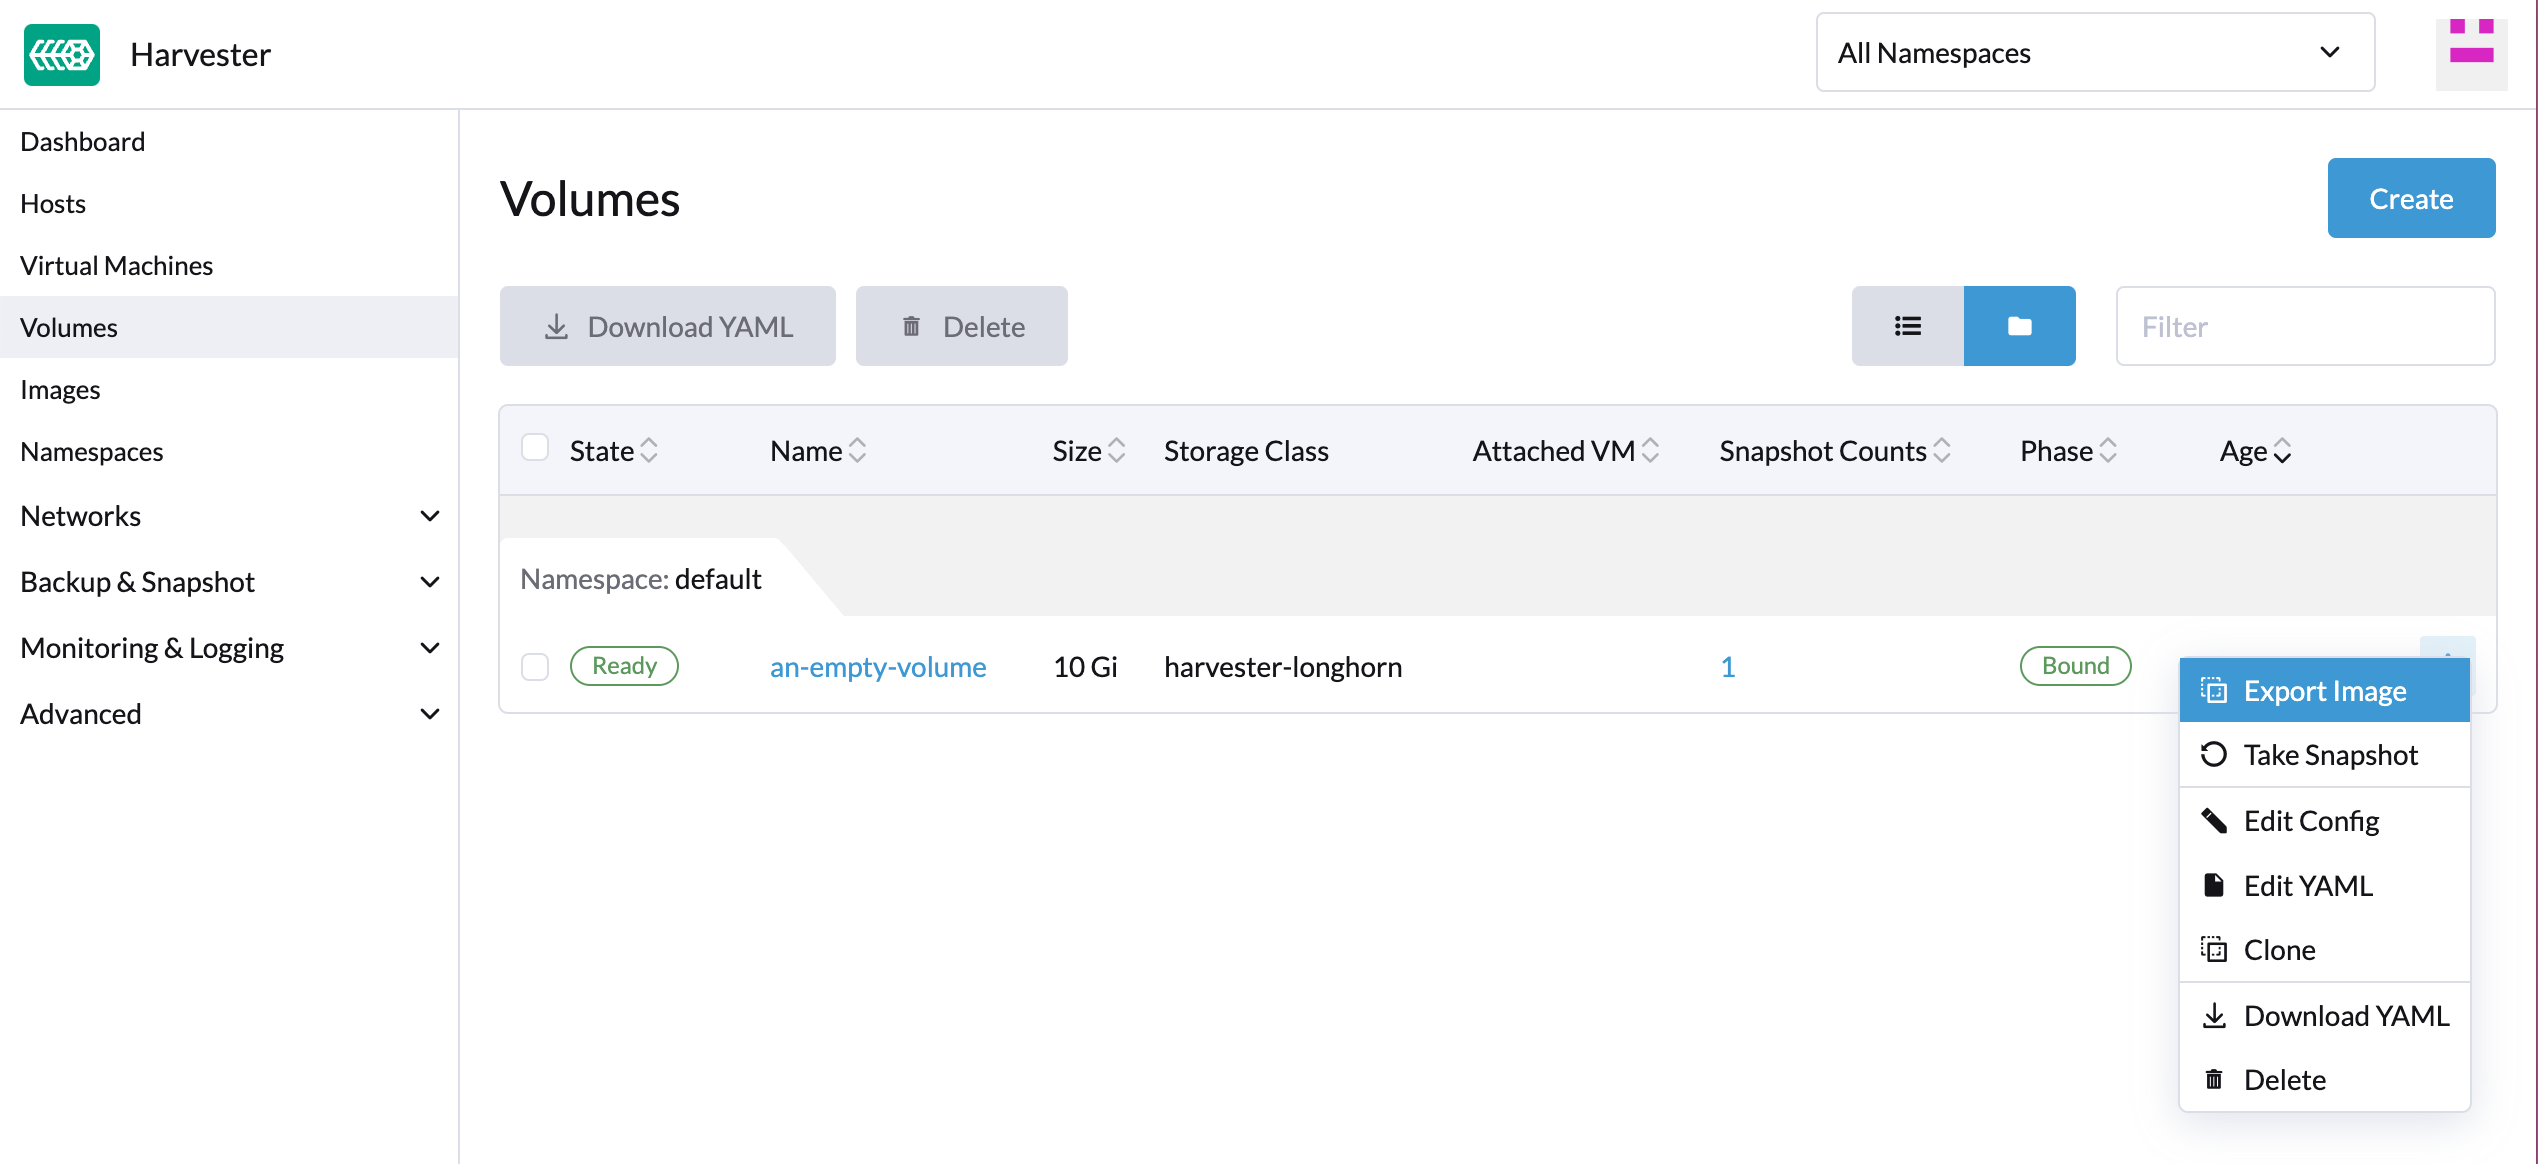 Harvester
All Namespaces
Dashboard
Hosts
Virtual Machines
Volumes
Images
Namespaces
Networks
Backup & Snapshot
Monitoring & Logging
Advanced
Volumes
Create
Download YAML
Delete
Filter
State Name Size Storage Class Attached VM Snapshot Counts Phase Age
Namespace: default
Ready an-empty-volume 10 Gi harvester-longhorn 1 Bound
Export Image
Take Snapshot
Edit Config
Edit YAML
Clone
Download YAML
Delete